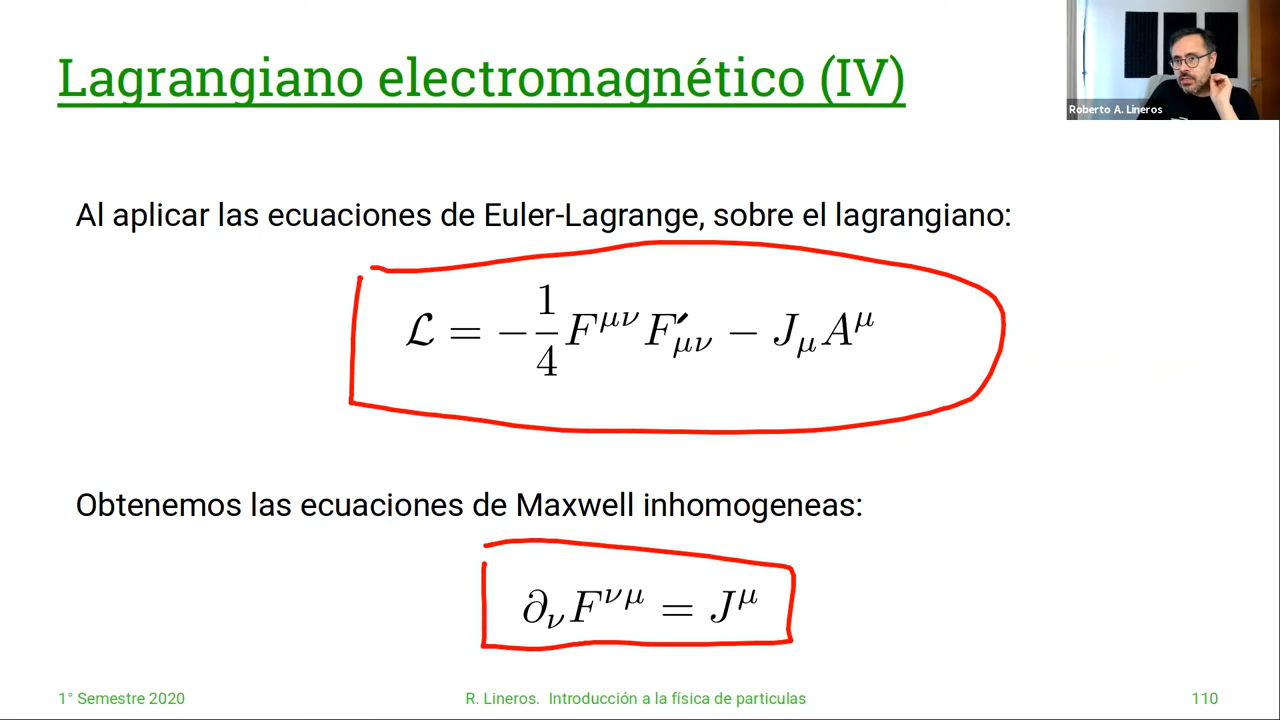 Lagrangiano electromagnético (IV)
Roberto A. Lineros
Al aplicar las ecuaciones de Euler-Lagrange, sobre el lagrangiano:
ℒ = −1/4 F^{μν} F_{μν} − J_μ A^μ
Obtenemos las ecuaciones de Maxwell inhomogeneas:
∂_ν F^{νμ} = J^μ
1° Semestre 2020
R. Lineros. Introducción a la física de particulas
110